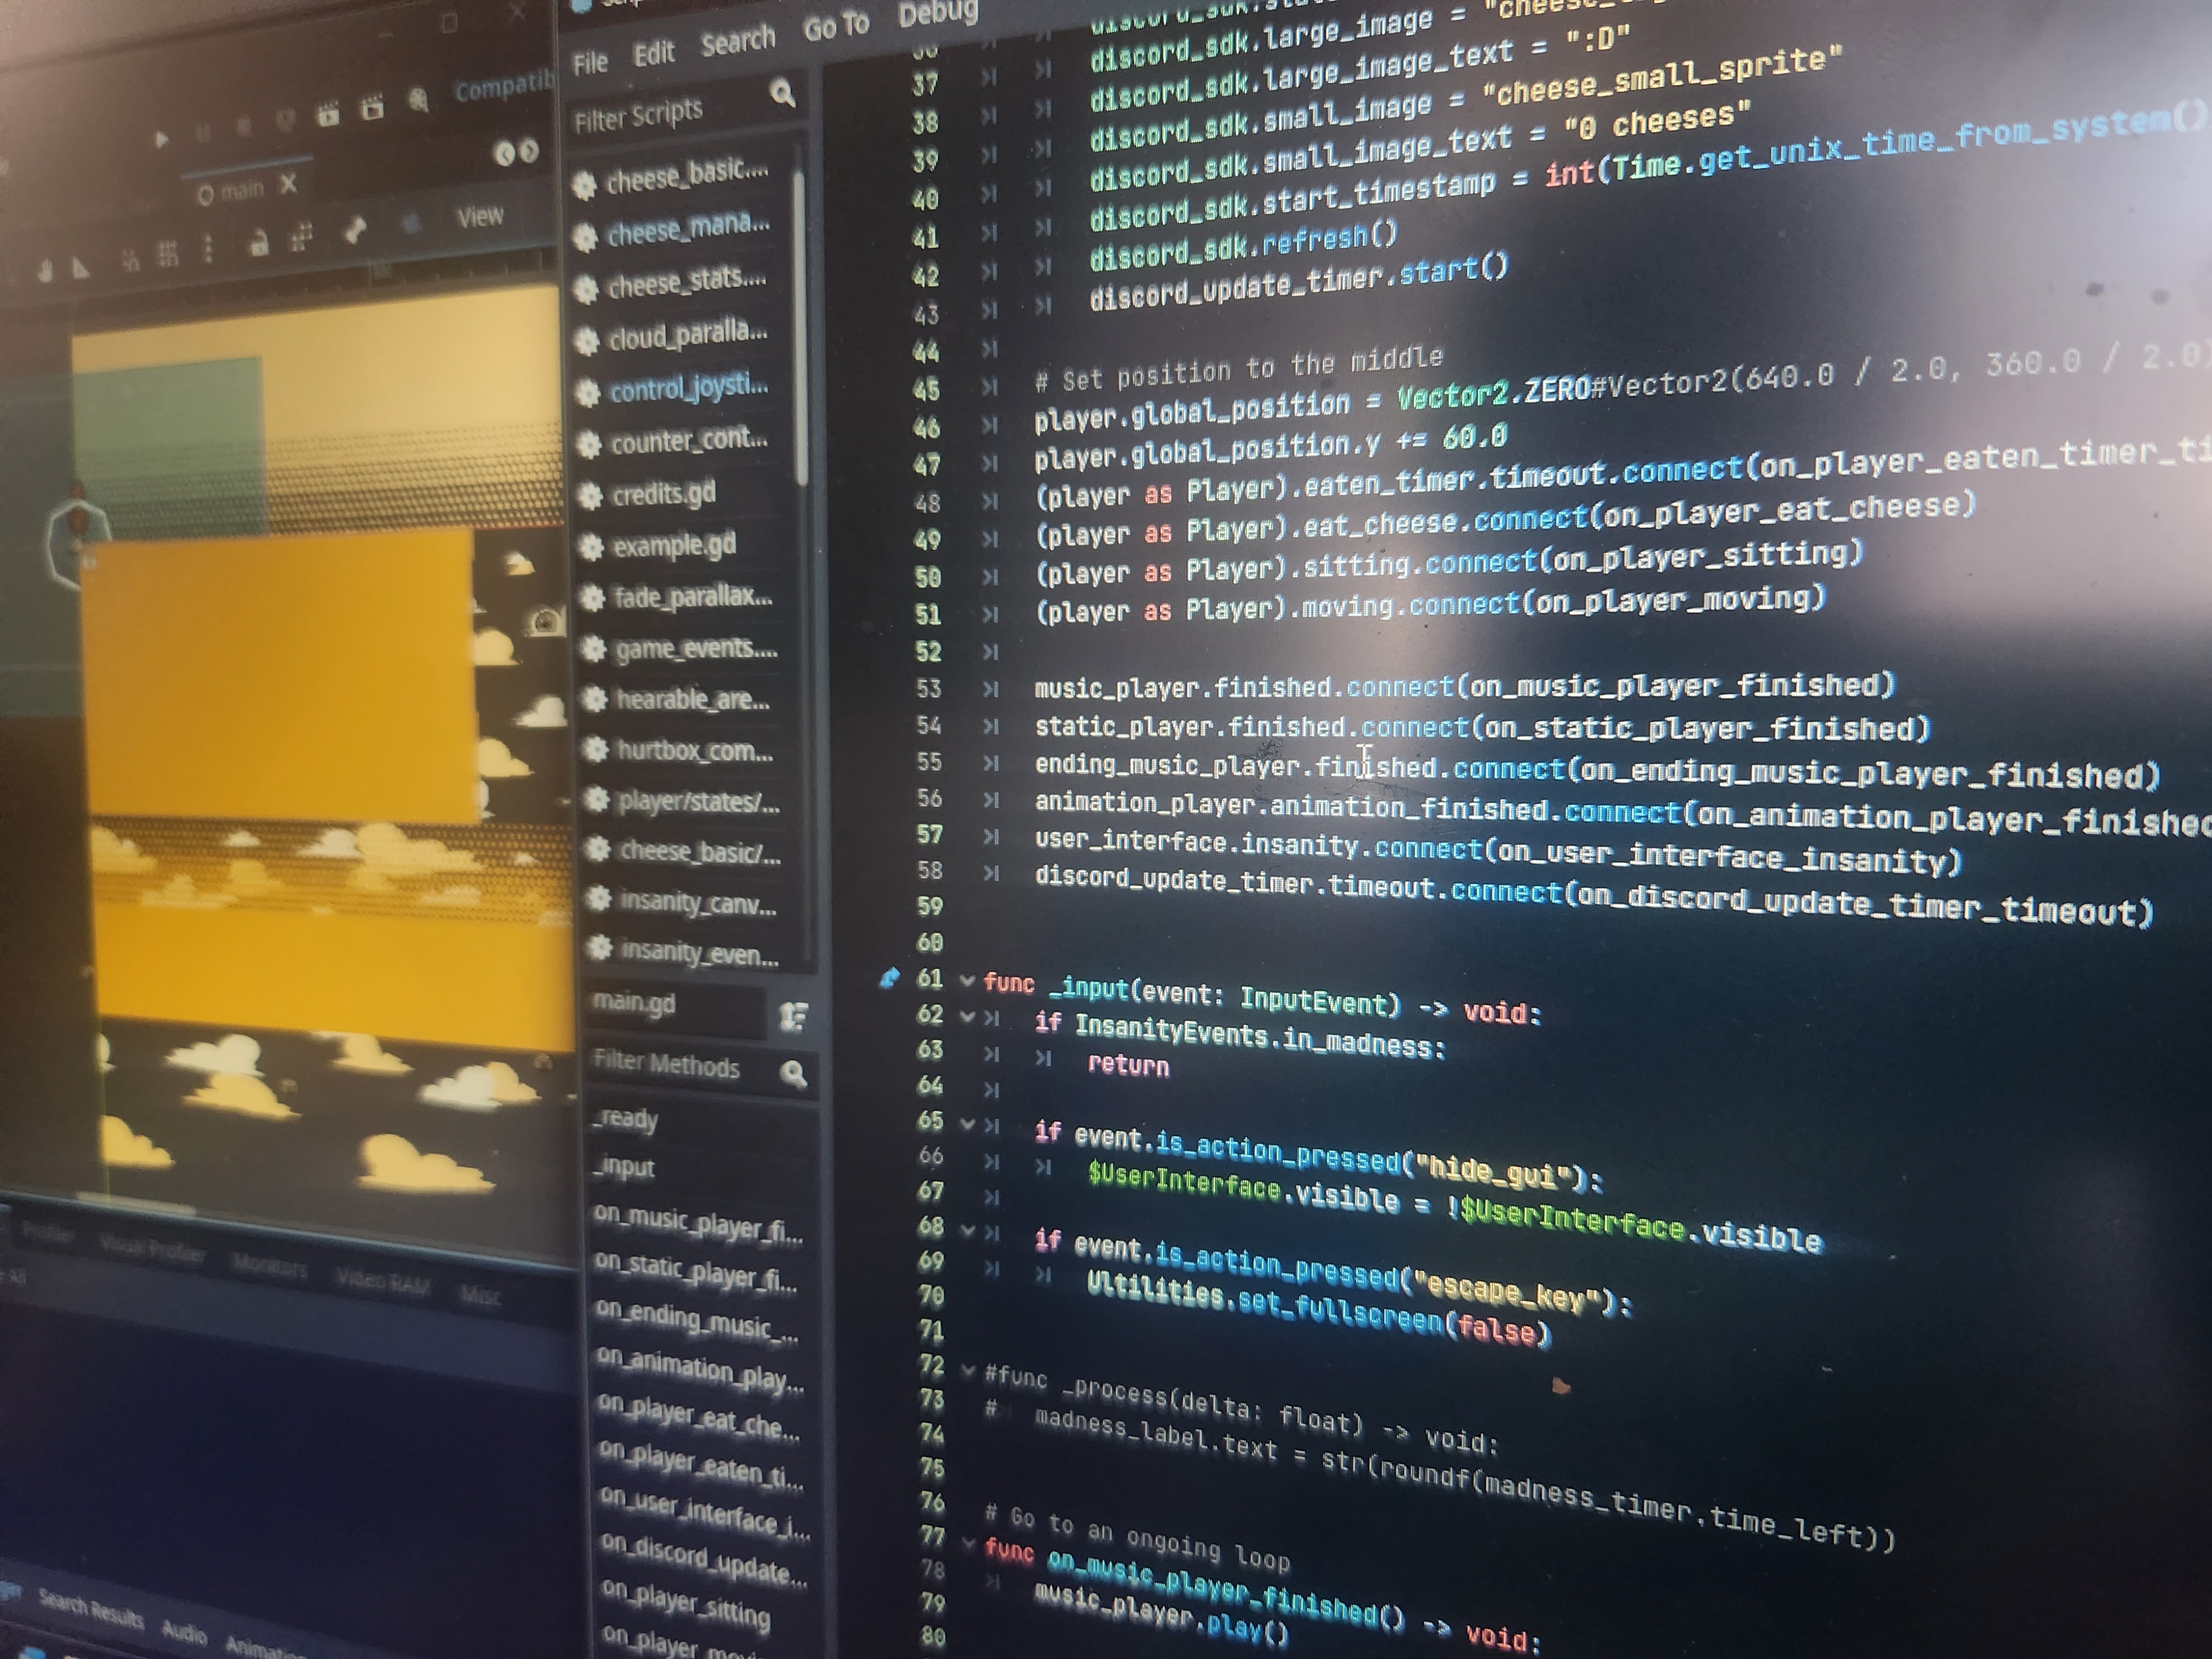 Compatib
main
View
Profiler
Visual Profiler
Monitors
Video RAM
Misc
All
Search Results
Audio
File Edit Search Go To Debug
Filter Scripts
cheese_basic....
cheese_mana...
cheese_stats....
cloud_paralla...
control_joysti...
counter_cont...
credits.gd
example.gd
fade_parallax...
game_events....
hearable_are...
hurtbox_com...
player/states/...
cheese_basic/...
insanity_canv...
insanity_even...
main.gd
Filter Methods
_ready
_input
on_music_player_fi...
on_static_player_fi...
on_ending_music_...
on_animation_play...
on_player_eat_che...
on_player_eaten_ti...
on_user_interface_i...
on_discord_update...
on_player_sitting
discord_sdk.large_image =
37 discord_sdk.large_image_text = ":D"
38 discord_sdk.small_image = "cheese_small_sprite"
39 discord_sdk.small_image_text = "0 cheeses"
40 discord_sdk.start_timestamp = int(Time.get_unix_time_from_system()
41 discord_sdk.refresh()
42 discord_update_timer.start()
43
44 # Set position to the middle
45 player.global_position = Vector2.ZERO#Vector2(640.0 / 2.0, 360.0 / 2.0)
46 player.global_position.y += 60.0
47 (player as Player).eaten_timer.timeout.connect(on_player_eaten_timer_ti
48 (player as Player).eat_cheese.connect(on_player_eat_cheese)
49 (player as Player).sitting.connect(on_player_sitting)
50 (player as Player).moving.connect(on_player_moving)
51
52
53 music_player.finished.connect(on_music_player_finished)
54 static_player.finished.connect(on_static_player_finished)
55 ending_music_player.finished.connect(on_ending_music_player_finished)
56 animation_player.animation_finished.connect(on_animation_player_finished
57 user_interface.insanity.connect(on_user_interface_insanity)
58 discord_update_timer.timeout.connect(on_discord_update_timer_timeout)
59
60
61 func _input(event: InputEvent) -> void:
62 if InsanityEvents.in_madness:
63 return
64
65 if event.is_action_pressed("hide_gui"):
66 $UserInterface.visible = !$UserInterface.visible
67
68 if event.is_action_pressed("escape_key"):
69 Ultilities.set_fullscreen(false)
70
71
72 #func _process(delta: float) -> void:
73 # madness_label.text = str(roundf(madness_timer.time_left))
74
75
76 # Go to an ongoing loop
77 func on_music_player_finished() -> void:
78 music_player.play()
79
80